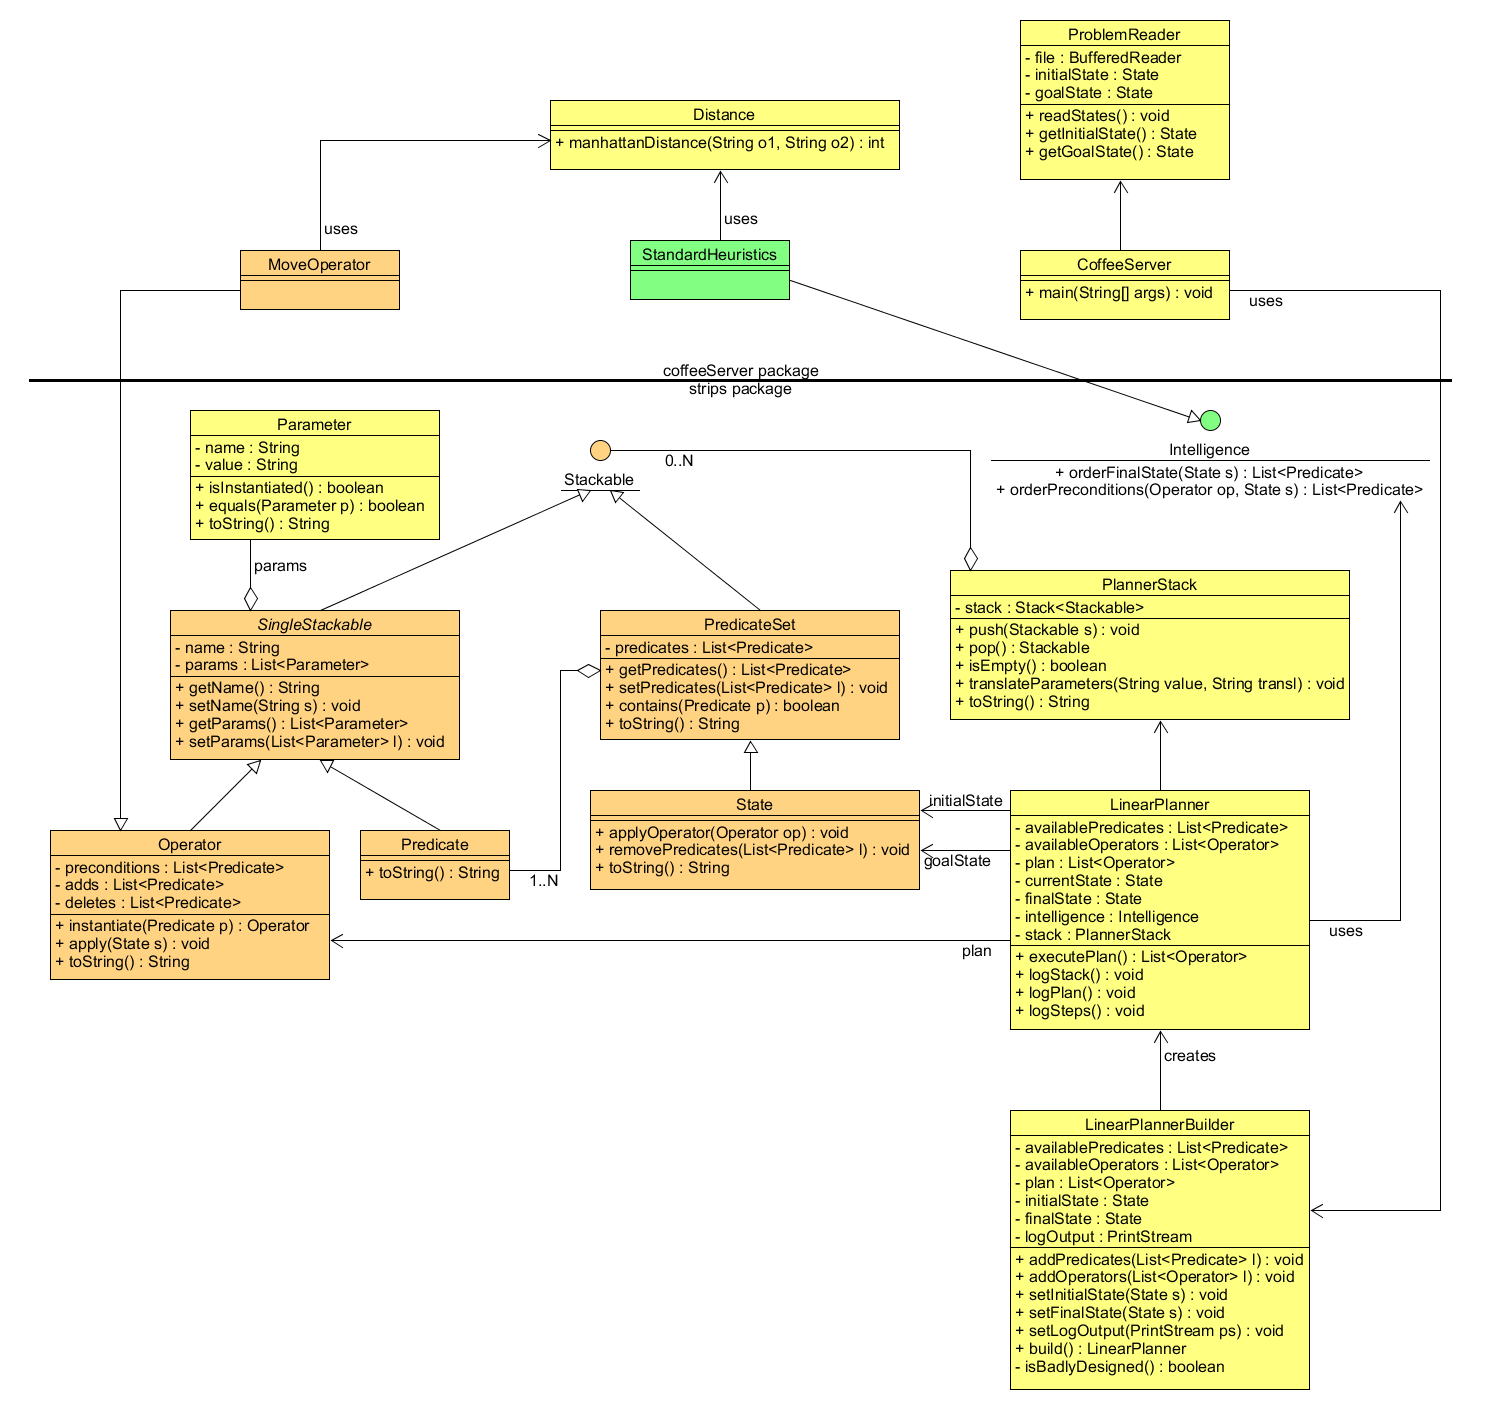 ProblemReader
- file : BufferedReader
- initialState : State
- goalState : State
+ readStates() : void
+ getInitialState() : State
+ getGoalState() : State
Distance
+ manhattanDistance(String o1, String o2) : int
uses
uses
MoveOperator
StandardHeuristics
CoffeeServer
+ main(String[] args) : void
uses
coffeeServer package
strips package
Parameter
- name : String
- value : String
+ isInstantiated() : boolean
+ equals(Parameter p) : boolean
+ toString() : String
params
Stackable
0..N
Intelligence
+ orderFinalState(State s) : List<Predicate>
+ orderPreconditions(Operator op, State s) : List<Predicate>
SingleStackable
- name : String
- params : List<Parameter>
+ getName() : String
+ setName(String s) : void
+ getParams() : List<Parameter>
+ setParams(List<Parameter> l) : void
PredicateSet
- predicates : List<Predicate>
+ getPredicates() : List<Predicate>
+ setPredicates(List<Predicate> l) : void
+ contains(Predicate p) : boolean
+ toString() : String
PlannerStack
- stack : Stack<Stackable>
+ push(Stackable s) : void
+ pop() : Stackable
+ isEmpty() : boolean
+ translateParameters(String value, String transl) : void
+ toString() : String
Operator
- preconditions : List<Predicate>
- adds : List<Predicate>
- deletes : List<Predicate>
+ instantiate(Predicate p) : Operator
+ apply(State s) : void
+ toString() : String
Predicate
+ toString() : String
1..N
State
+ applyOperator(Operator op) : void
+ removePredicates(List<Predicate> l) : void
+ toString() : String
initialState
goalState
plan
LinearPlanner
- availablePredicates : List<Predicate>
- availableOperators : List<Operator>
- plan : List<Operator>
- currentState : State
- finalState : State
- intelligence : Intelligence
- stack : PlannerStack
+ executePlan() : List<Operator>
+ logStack() : void
+ logPlan() : void
+ logSteps() : void
uses
creates
LinearPlannerBuilder
- availablePredicates : List<Predicate>
- availableOperators : List<Operator>
- plan : List<Operator>
- initialState : State
- finalState : State
- logOutput : PrintStream
+ addPredicates(List<Predicate> l) : void
+ addOperators(List<Operator> l) : void
+ setInitialState(State s) : void
+ setFinalState(State s) : void
+ setLogOutput(PrintStream ps) : void
+ build() : LinearPlanner
- isBadlyDesigned() : boolean